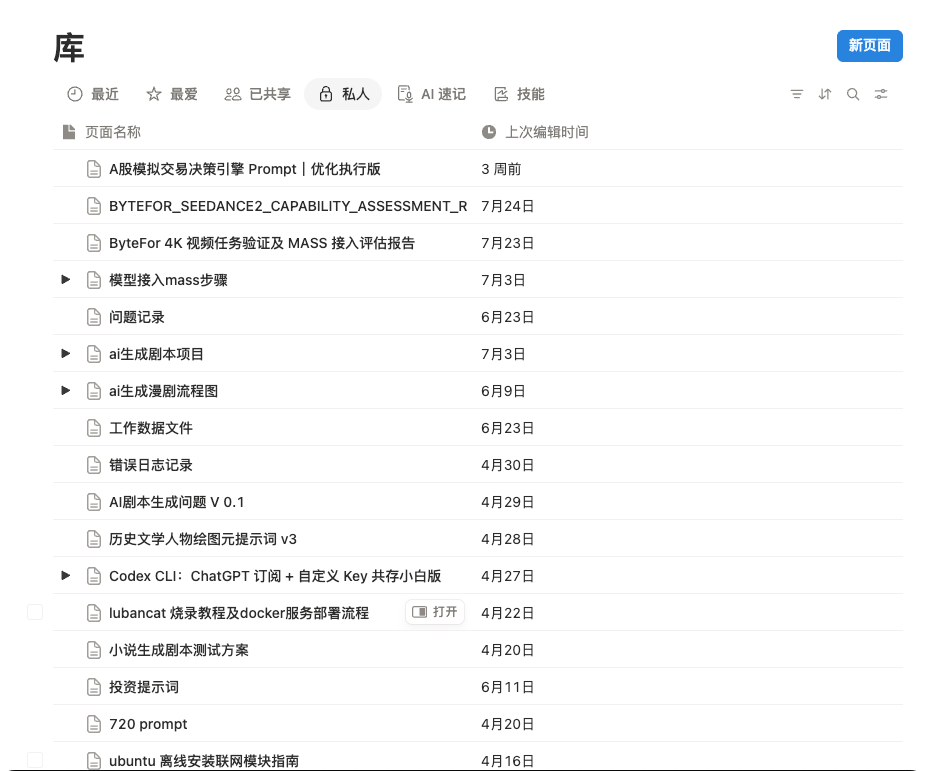 库
新页面
最近 最爱 已共享 私人 AI 速记 技能
页面名称 上次编辑时间
A股模拟交易决策引擎 Prompt｜优化执行版 3 周前
BYTEFOR_SEEDANCE2_CAPABILITY_ASSESSMENT_R 7月24日
ByteFor 4K 视频任务验证及 MASS 接入评估报告 7月23日
模型接入mass步骤 7月3日
问题记录 6月23日
ai生成剧本项目 7月3日
ai生成漫剧流程图 6月9日
工作数据文件 6月23日
错误日志记录 4月30日
AI剧本生成问题 V 0.1 4月29日
历史文学人物绘图元提示词 v3 4月28日
Codex CLI：ChatGPT 订阅 + 自定义 Key 共存小白版 4月27日
lubancat 烧录教程及docker服务部署流程 打开 4月22日
小说生成剧本测试方案 4月20日
投资提示词 6月11日
720 prompt 4月20日
ubuntu 离线安装联网模块指南 4月16日